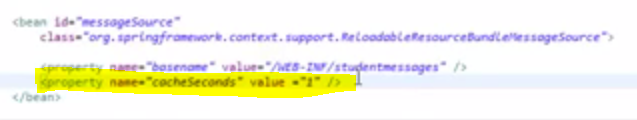 <bean id="messageSource"
class="org.springframework.context.support.ReloadableResourceBundleMessageSource">
<property name="basename" value="/WEB-INF/studentmessages" />
<property name="cacheSeconds" value ="1" />
</bean>